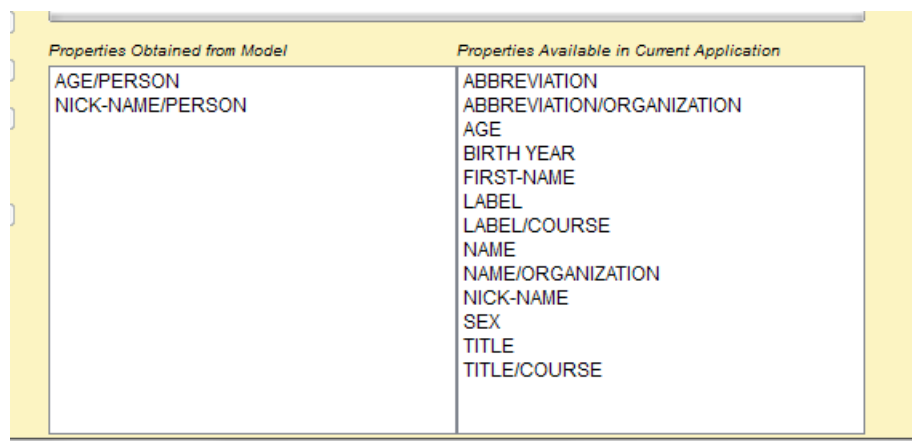 Properties Obtained from Model
AGE/PERSON
NICK-NAME/PERSON
Properties Available in Current Application
ABBREVIATION
ABBREVIATION/ORGANIZATION
AGE
BIRTH YEAR
FIRST-NAME
LABEL
LABEL/COURSE
NAME
NAME/ORGANIZATION
NICK-NAME
SEX
TITLE
TITLE/COURSE